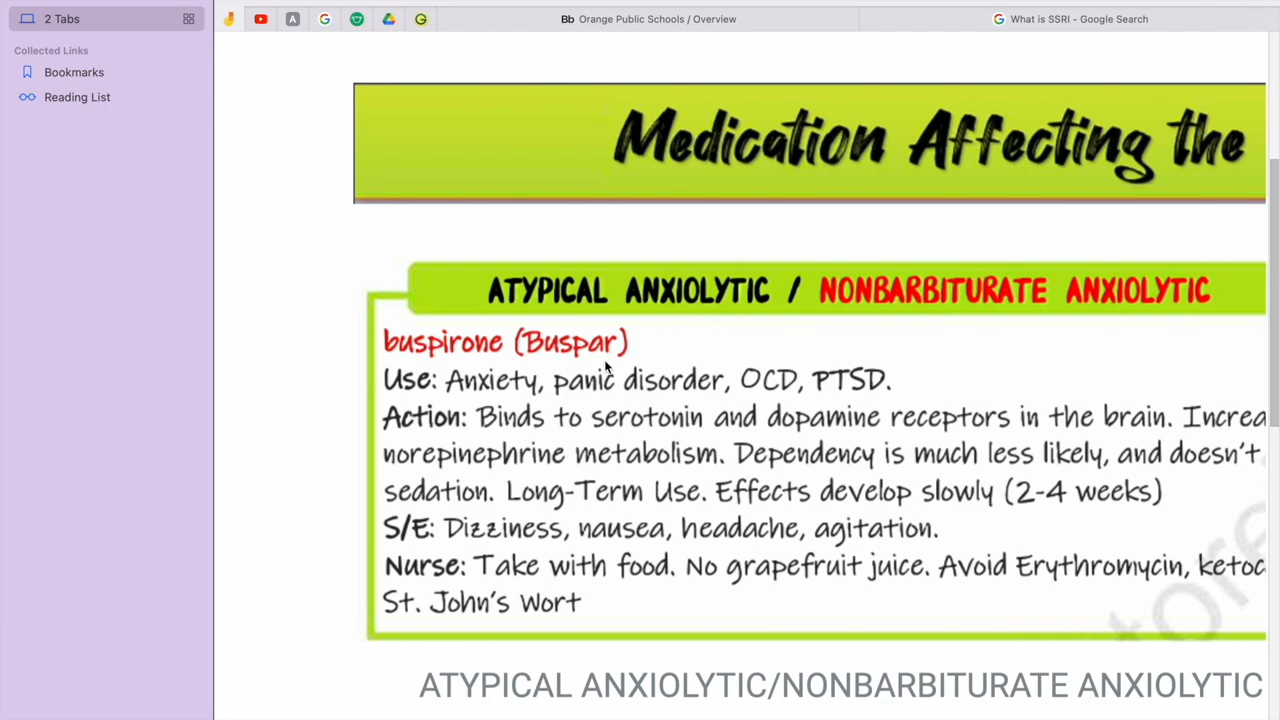 2 Tabs
Bb Orange Public Schools / Overview
What is SSRI - Google Search
Collected Links
Bookmarks
Reading List
Medication Affecting the
ATYPICAL ANXIOLYTIC / NONBARBITURATE ANXIOLYTIC
buspirone (Buspar)
Use: Anxiety, panic disorder, OCD, PTSD.
Action: Binds to serotonin and dopamine receptors in the brain. Increa
norepinephrine metabolism. Dependency is much less likely, and doesn't
sedation. Long-Term Use. Effects develop slowly (2-4 weeks)
S/E: Dizziness, nausea, headache, agitation.
Nurse: Take with food. No grapefruit juice. Avoid Erythromycin, ketoc
St. John's Wort
ATYPICAL ANXIOLYTIC/NONBARBITURATE ANXIOLYTIC